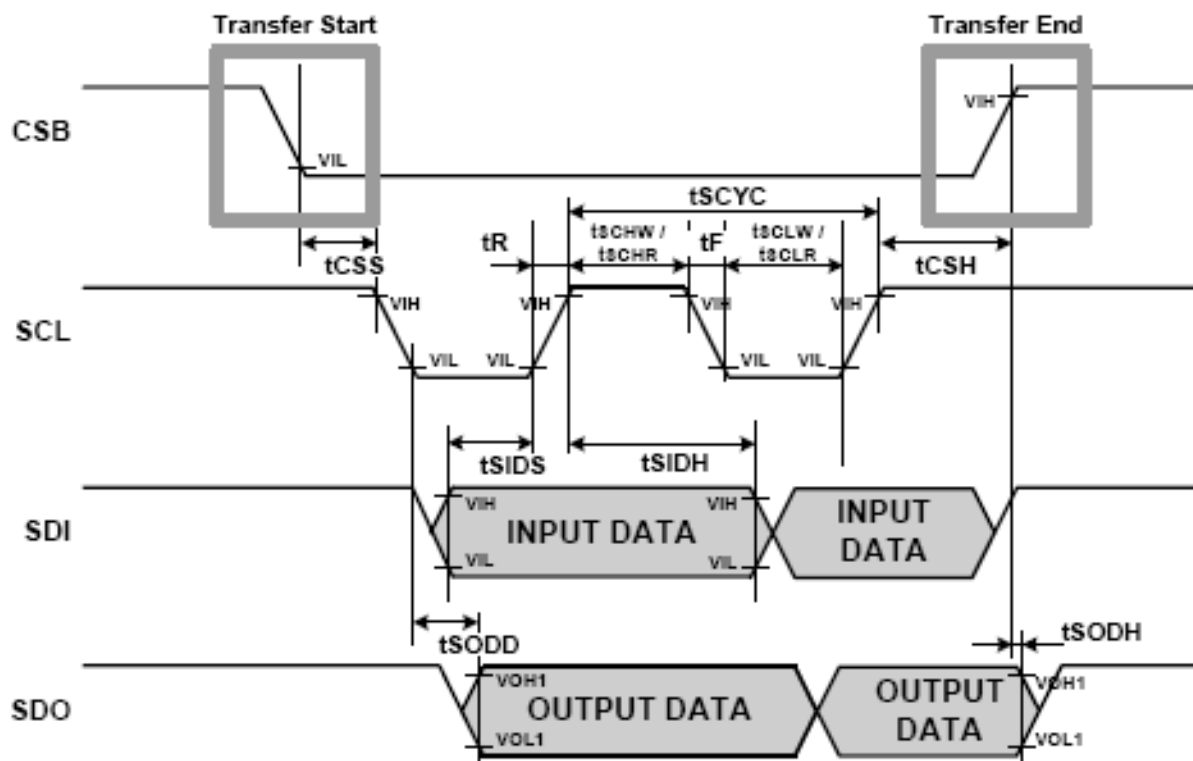 Transfer Start
Transfer End
CSB
VIL
VIH
tSCYC
tCSS
tR
tSCHW /
tSCHR
tF
tSCLW /
tSCLR
tCSH
SCL
VIH
VIL
VIL
VIH
VIH
VIL
VIL
VIH
tSIDS
tSIDH
SDI
VIH
VIL
INPUT DATA
VIH
VIL
INPUT
DATA
tSODD
tSODH
SDO
VOH1
VOL1
OUTPUT DATA
OUTPUT
DATA
VOH1
VOL1